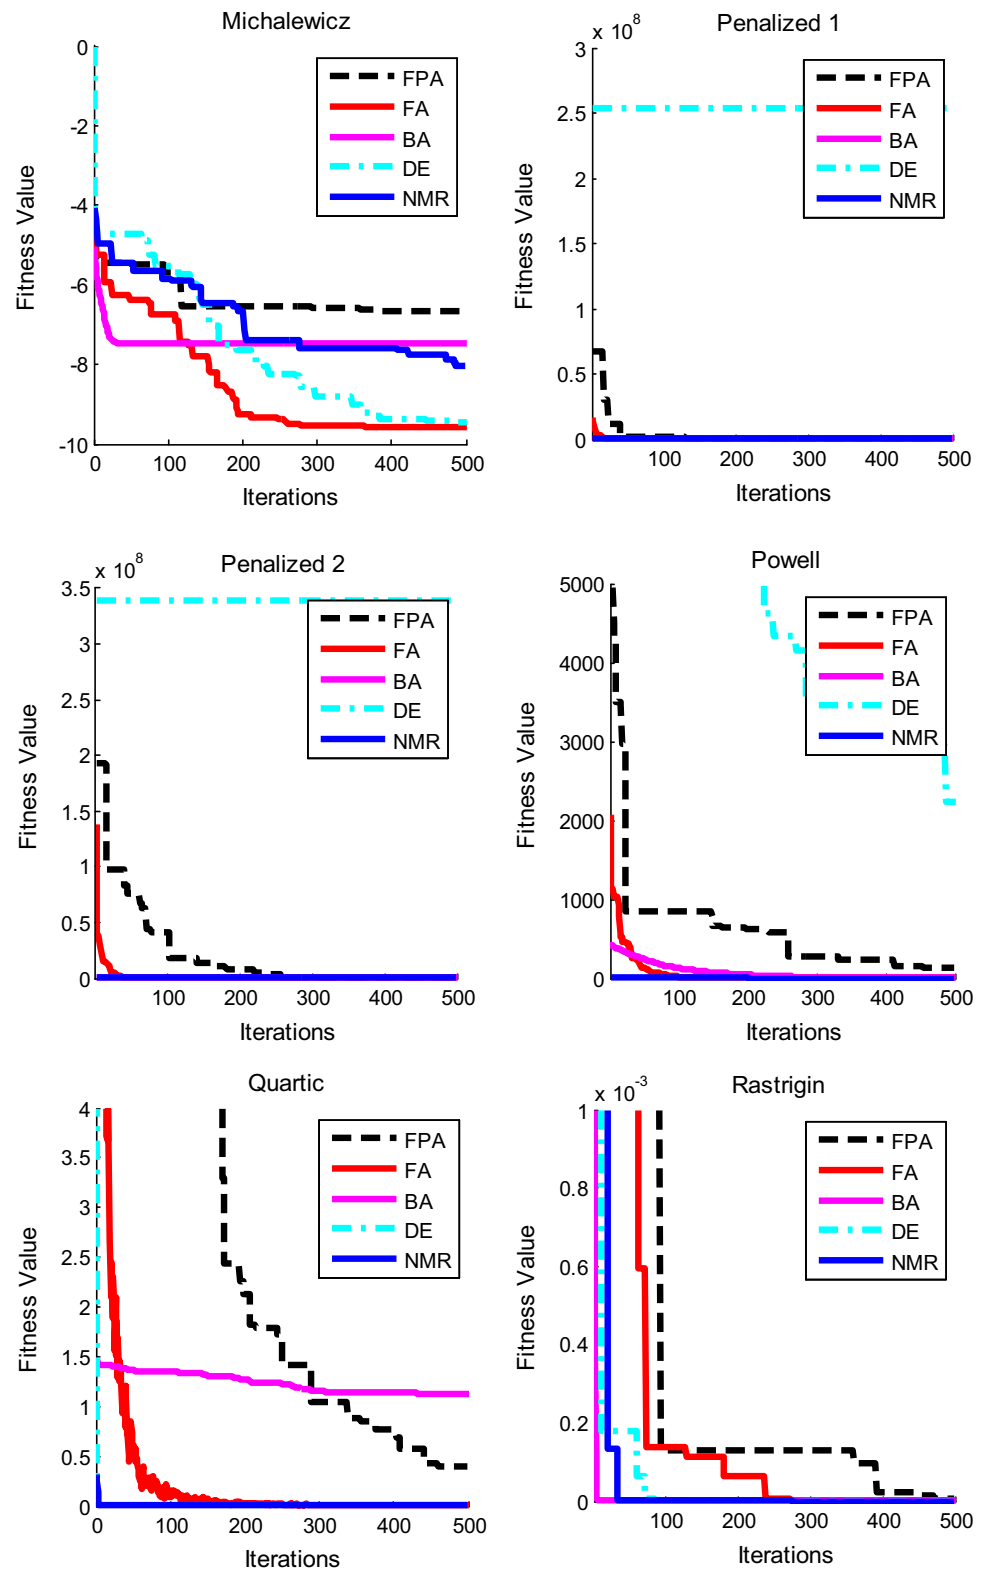 Michalewicz
0
-2
-4
-6
-8
-10
Fitness Value
0 100 200 300 400 500
Iterations
FPA
FA
BA
DE
NMR
Penalized 1
x 10^8
3
2.5
2
1.5
1
0.5
0
Fitness Value
100 200 300 400 500
Iterations
FPA
FA
BA
DE
NMR
Penalized 2
x 10^8
3.5
3
2.5
2
1.5
1
0.5
0
Fitness Value
100 200 300 400 500
Iterations
FPA
FA
BA
DE
NMR
Powell
5000
4000
3000
2000
1000
0
Fitness Value
100 200 300 400 500
Iterations
FPA
FA
BA
DE
NMR
Quartic
4
3.5
3
2.5
2
1.5
1
0.5
0
Fitness Value
0 100 200 300 400 500
Iterations
FPA
FA
BA
DE
NMR
Rastrigin
x 10^-3
1
0.8
0.6
0.4
0.2
0
Fitness Value
100 200 300 400 500
Iterations
FPA
FA
BA
DE
NMR